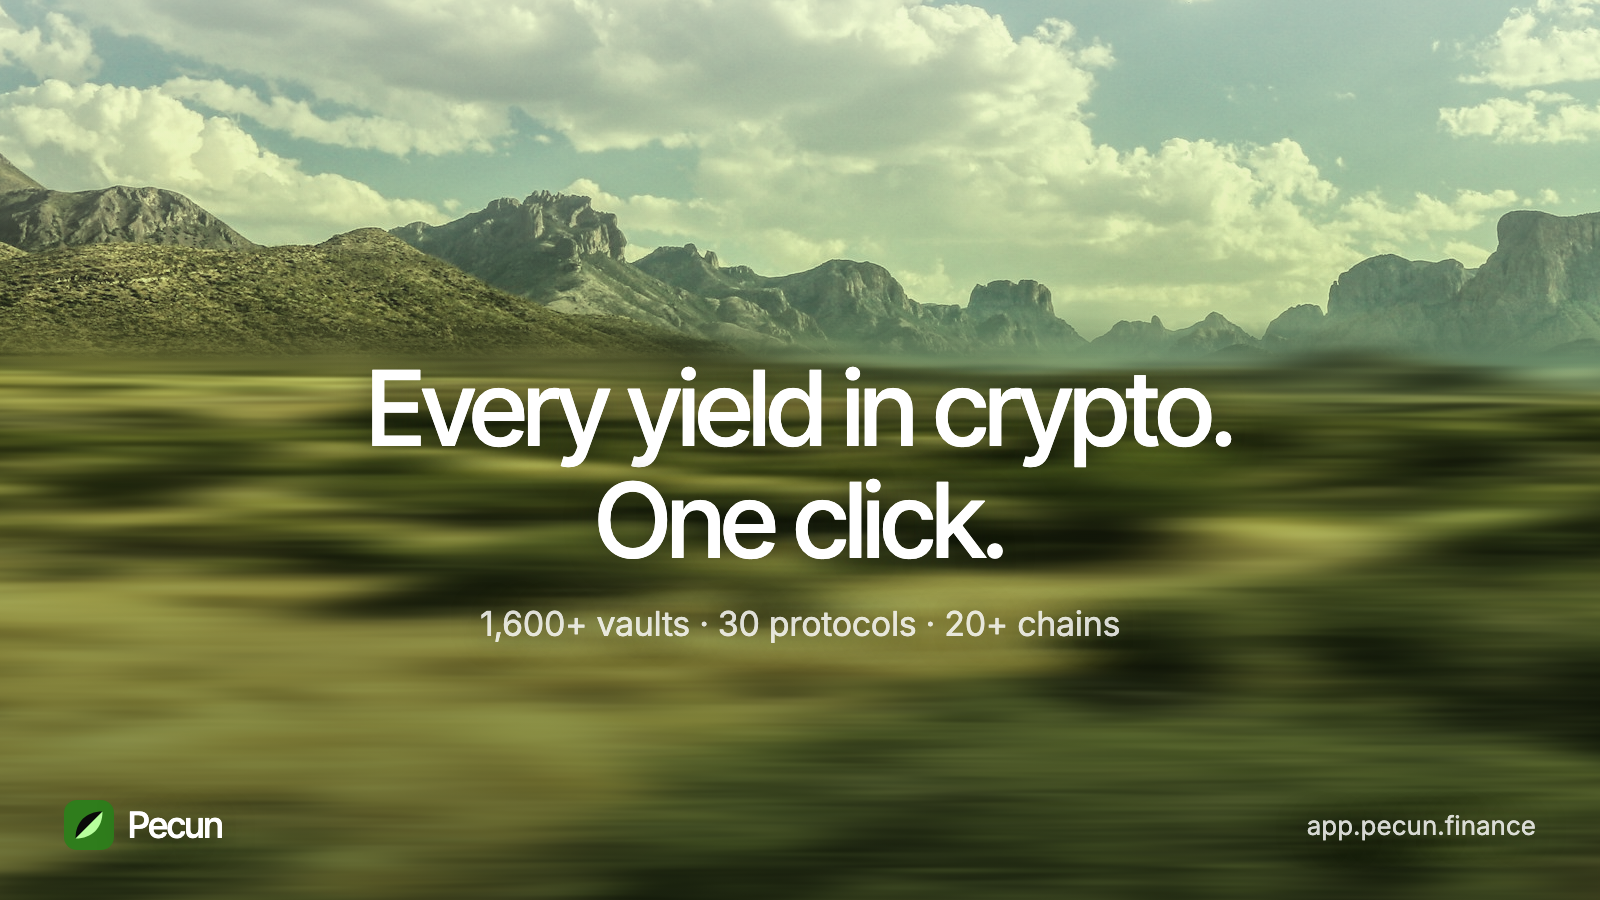 Every yield in crypto.
One click.
1,600+ vaults · 30 protocols · 20+ chains
Pecun
app.pecun.finance